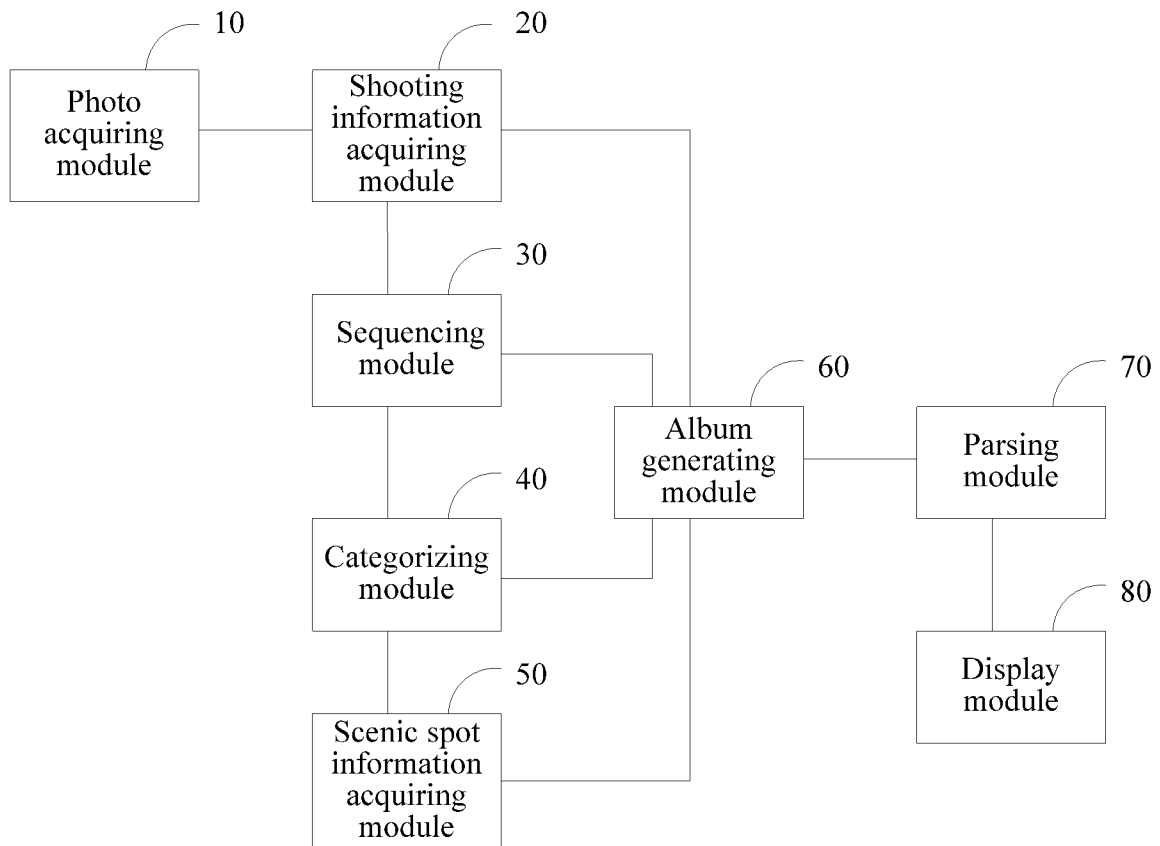 10
20
Photo
acquiring
module
Shooting
information
acquiring
module
30
Sequencing
module
60
70
Album
generating
module
Parsing
module
40
Categorizing
module
80
Display
module
50
Scenic spot
information
acquiring
module